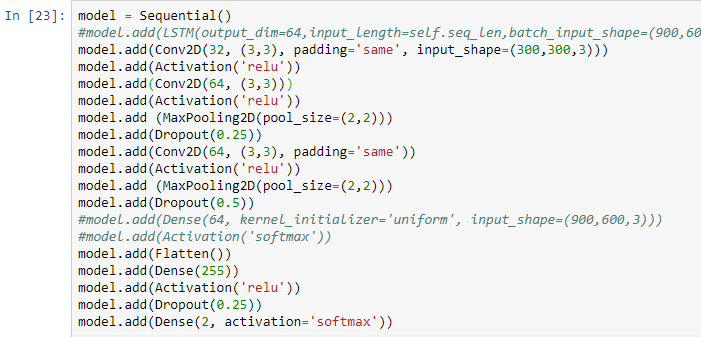 In [23]: model = Sequential()
#model.add(LSTM(output_dim=64,input_length=self.seq_len,batch_input_shape=(900,60
model.add(Conv2D(32, (3,3), padding='same', input_shape=(300,300,3)))
model.add(Activation('relu'))
model.add(Conv2D(64, (3,3)))
model.add(Activation('relu'))
model.add (MaxPooling2D(pool_size=(2,2)))
model.add(Dropout(0.25))
model.add(Conv2D(64, (3,3), padding='same'))
model.add(Activation('relu'))
model.add (MaxPooling2D(pool_size=(2,2)))
model.add(Dropout(0.5))
#model.add(Dense(64, kernel_initializer='uniform', input_shape=(900,600,3)))
#model.add(Activation('softmax'))
model.add(Flatten())
model.add(Dense(255))
model.add(Activation('relu'))
model.add(Dropout(0.25))
model.add(Dense(2, activation='softmax'))